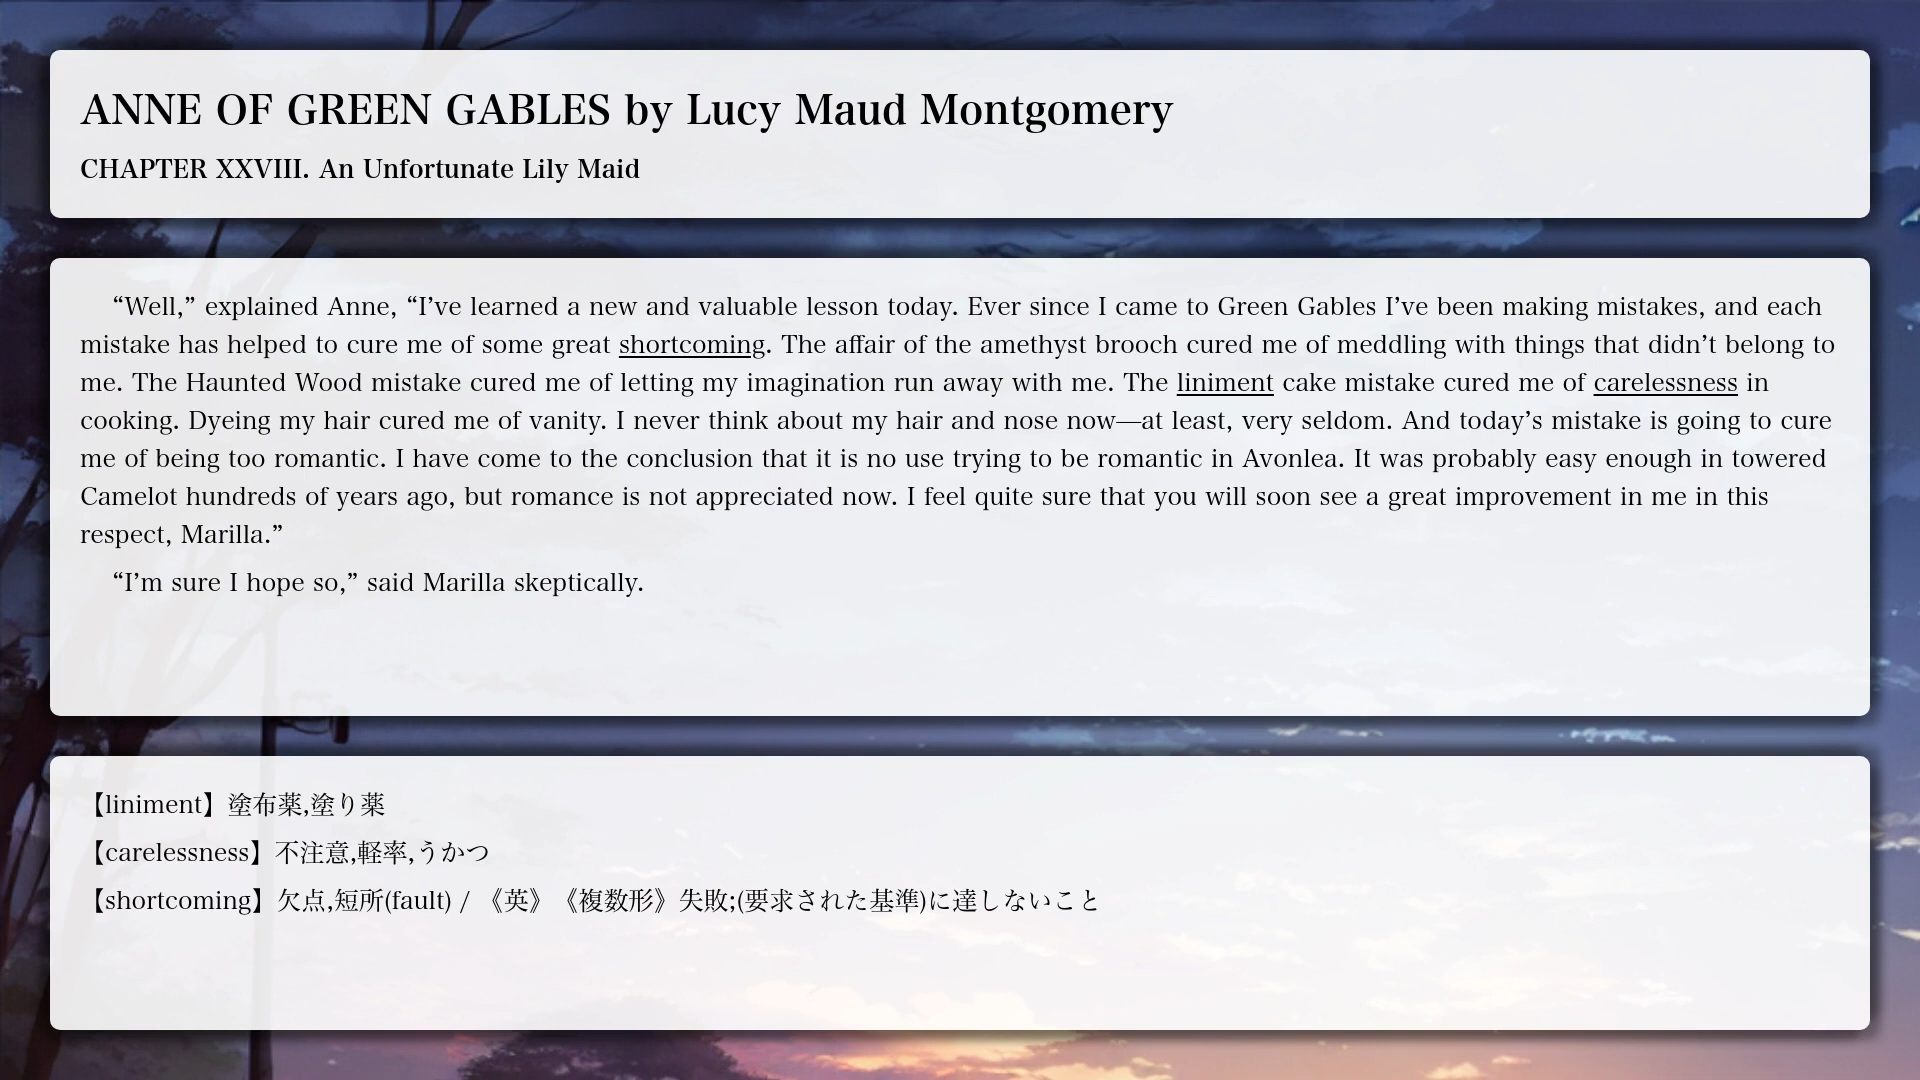 ANNE OF GREEN GABLES by Lucy Maud Montgomery
CHAPTER XXVIII. An Unfortunate Lily Maid
“Well,” explained Anne, “I’ve learned a new and valuable lesson today. Ever since I came to Green Gables I’ve been making mistakes, and each
mistake has helped to cure me of some great shortcoming. The affair of the amethyst brooch cured me of meddling with things that didn’t belong to
me. The Haunted Wood mistake cured me of letting my imagination run away with me. The liniment cake mistake cured me of carelessness in
cooking. Dyeing my hair cured me of vanity. I never think about my hair and nose now—at least, very seldom. And today’s mistake is going to cure
me of being too romantic. I have come to the conclusion that it is no use trying to be romantic in Avonlea. It was probably easy enough in towered
Camelot hundreds of years ago, but romance is not appreciated now. I feel quite sure that you will soon see a great improvement in me in this
respect, Marilla.”
“I’m sure I hope so,” said Marilla skeptically.
【liniment】塗布薬,塗り薬
【carelessness】不注意,軽率,うかつ
【shortcoming】欠点,短所(fault) / 《英》《複数形》失敗;(要求された基準)に達しないこと